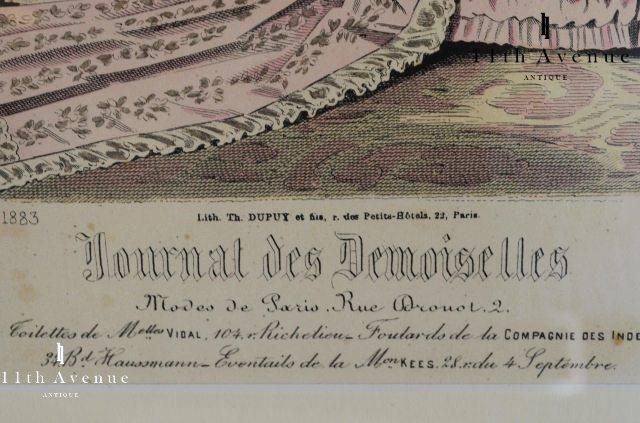 11th Avenue
ANTIQUE
1883
Lith. Th. DUPUY et fils, r. des Petits-Hôtels, 22, Paris.
Journal des Demoiselles
Modes de Paris. Rue Drouot. 2.
Toilettes de Melles VIDAL, 104, r. Richelieu_ Foulards de la COMPAGNIE DES INDE
34 Bd Haussmann_ Eventails de la Mon KEES. 28. r. du 4 Septembre.
11th Avenue
ANTIQUE